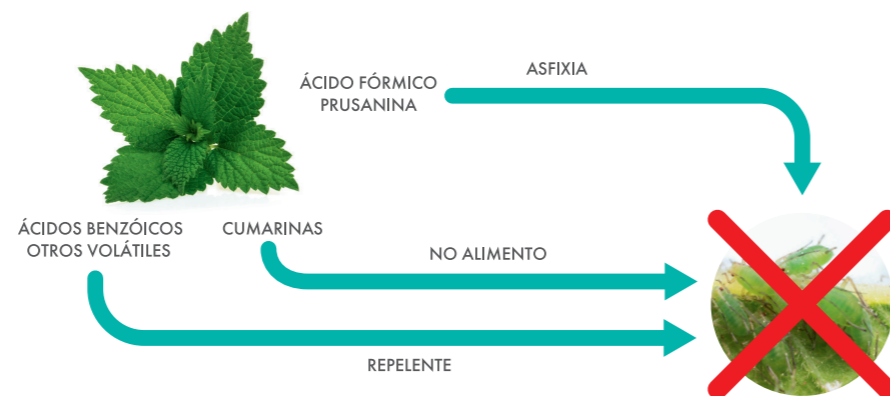 ÁCIDO FÓRMICO
PRUSANINA
ASFIXIA
ÁCIDOS BENZÓICOS
OTROS VOLÁTILES
CUMARINAS
NO ALIMENTO
REPELENTE